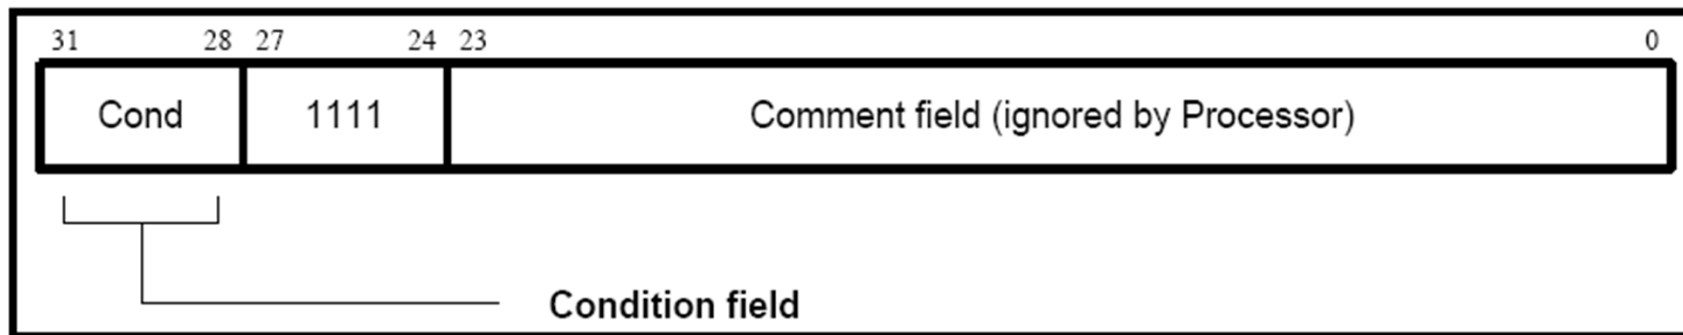 31 28 27 24 23 0
Cond 1111 Comment field (ignored by Processor)
Condition field